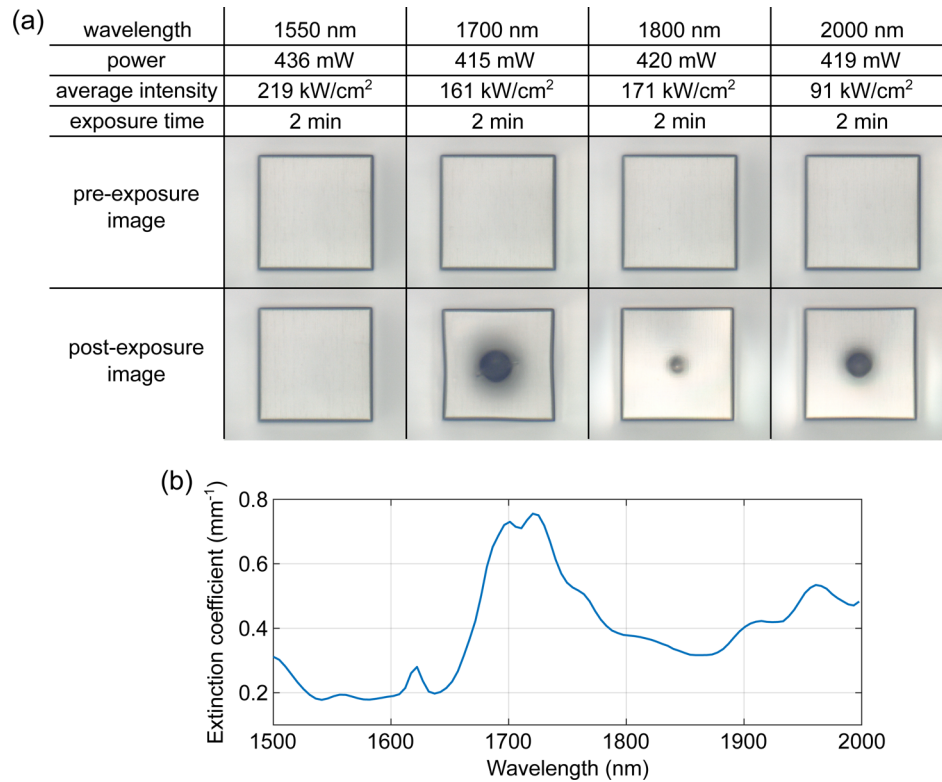 (a)
wavelength 1550 nm 1700 nm 1800 nm 2000 nm
power 436 mW 415 mW 420 mW 419 mW
average intensity 219 kW/cm² 161 kW/cm² 171 kW/cm² 91 kW/cm²
exposure time 2 min 2 min 2 min 2 min
pre-exposure
image
post-exposure
image
(b)
Extinction coefficient (mm⁻¹)
0.8
0.6
0.4
0.2
1500 1600 1700 1800 1900 2000
Wavelength (nm)